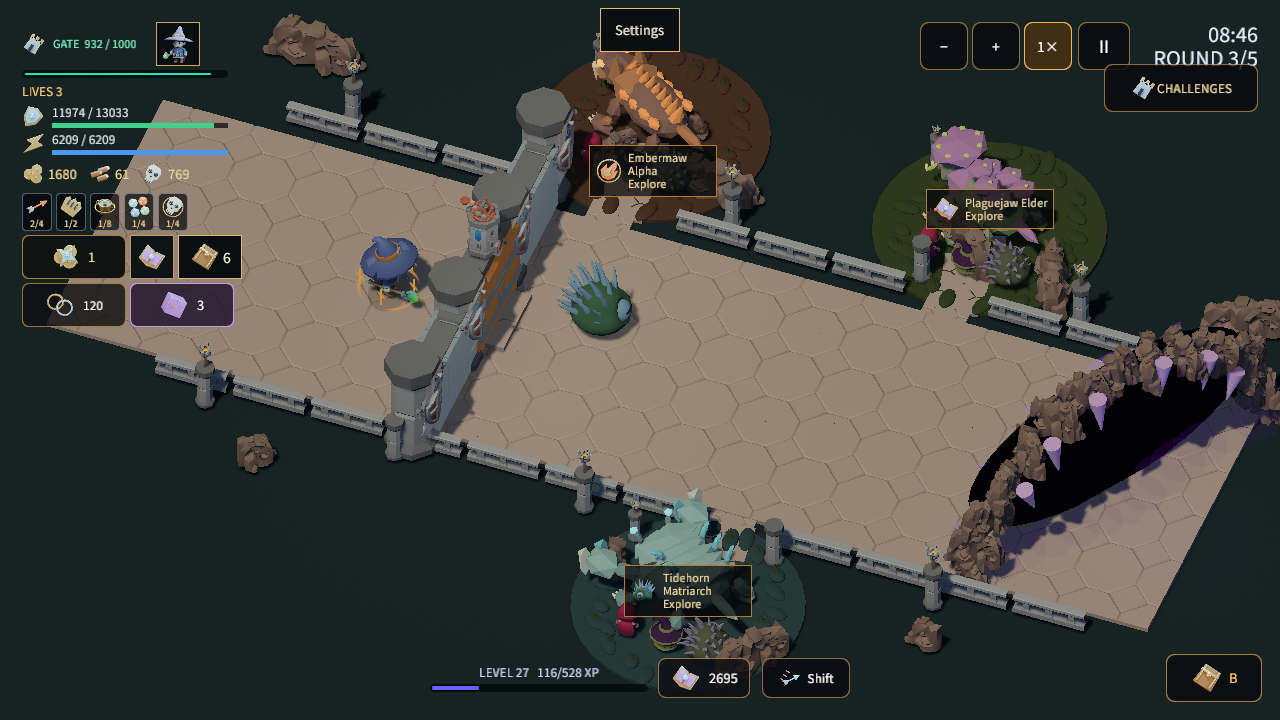 Settings
GATE 932 / 1000
LIVES 3
11974 / 13033
6209 / 6209
1680
61
769
2/4
1/2
1/8
1/4
1/4
1
6
120
3
1×
08:46
ROUND 3/5
CHALLENGES
Embermaw
Alpha
Explore
Plaguejaw Elder
Explore
Tidehorn
Matriarch
Explore
LEVEL 27 116/528 XP
2695
Shift
B